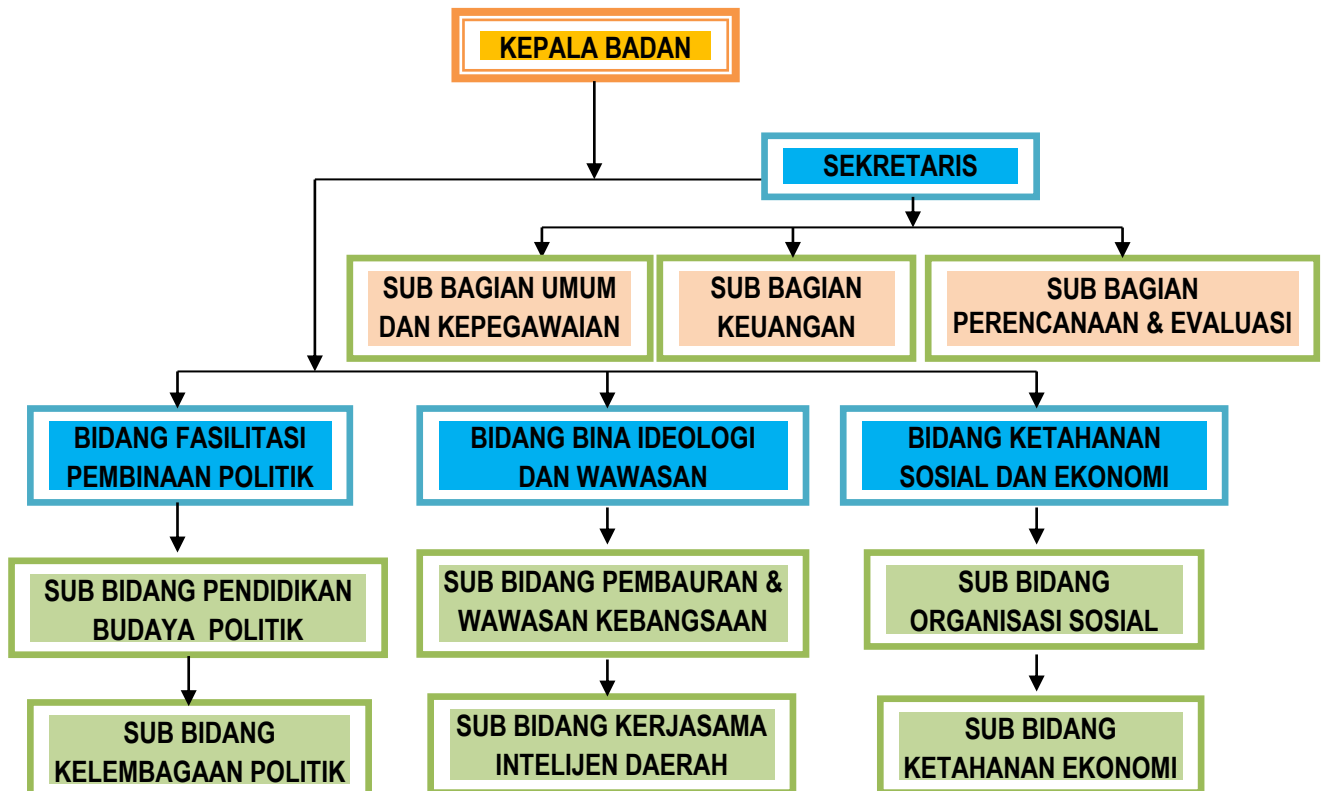 KEPALA BADAN
SEKRETARIS
SUB BAGIAN UMUM
DAN KEPEGAWAIAN
SUB BAGIAN
KEUANGAN
SUB BAGIAN
PERENCANAAN & EVALUASI
BIDANG FASILITASI
PEMBINAAN POLITIK
BIDANG BINA IDEOLOGI
DAN WAWASAN
BIDANG KETAHANAN
SOSIAL DAN EKONOMI
SUB BIDANG PENDIDIKAN
BUDAYA POLITIK
SUB BIDANG PEMBAURAN &
WAWASAN KEBANGSAAN
SUB BIDANG
ORGANISASI SOSIAL
SUB BIDANG
KELEMBAGAAN POLITIK
SUB BIDANG KERJASAMA
INTELIJEN DAERAH
SUB BIDANG
KETAHANAN EKONOMI